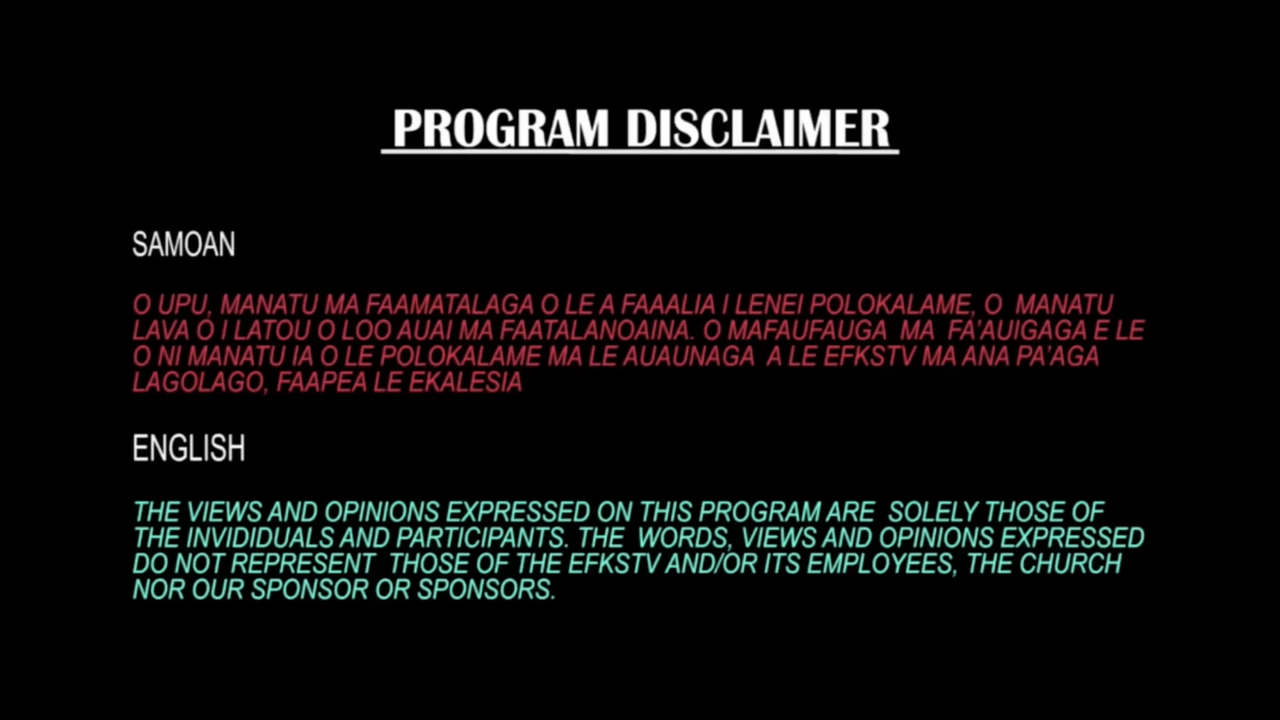 PROGRAM DISCLAIMER
SAMOAN
O UPU, MANATU MA FAAMATALAGA O LE A FAAALIA I LENEI POLOKALAME, O MANATU
LAVA O I LATOU O LOO AUAI MA FAATALANOAINA. O MAFAUFAUGA MA FA'AUIGAGA E LE
O NI MANATU IA O LE POLOKALAME MA LE AUAUNAGA A LE EFKSTV MA ANA PA'AGA
LAGOLAGO, FAAPEA LE EKALESIA
ENGLISH
THE VIEWS AND OPINIONS EXPRESSED ON THIS PROGRAM ARE SOLELY THOSE OF
THE INVIDIDUALS AND PARTICIPANTS. THE WORDS, VIEWS AND OPINIONS EXPRESSED
DO NOT REPRESENT THOSE OF THE EFKSTV AND/OR ITS EMPLOYEES, THE CHURCH
NOR OUR SPONSOR OR SPONSORS.